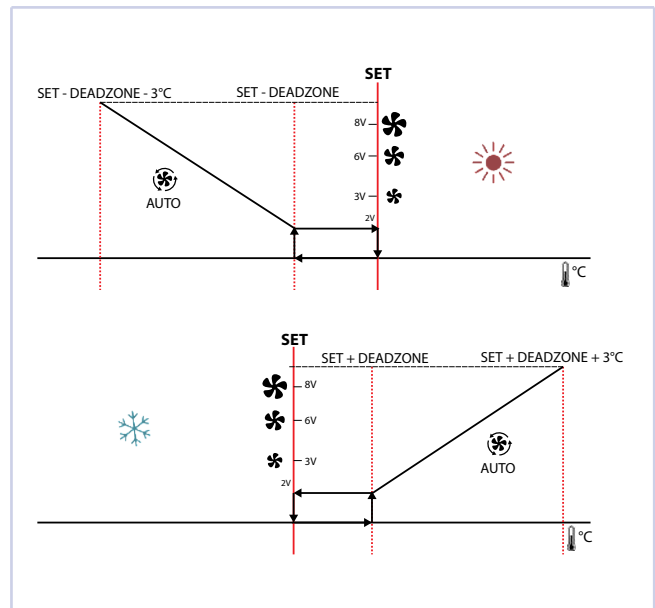 SET
SET - DEADZONE - 3°C
SET - DEADZONE
8V
6V
AUTO
3V
2V
°C
SET
SET + DEADZONE
SET + DEADZONE + 3°C
8V
6V
AUTO
3V
2V
°C